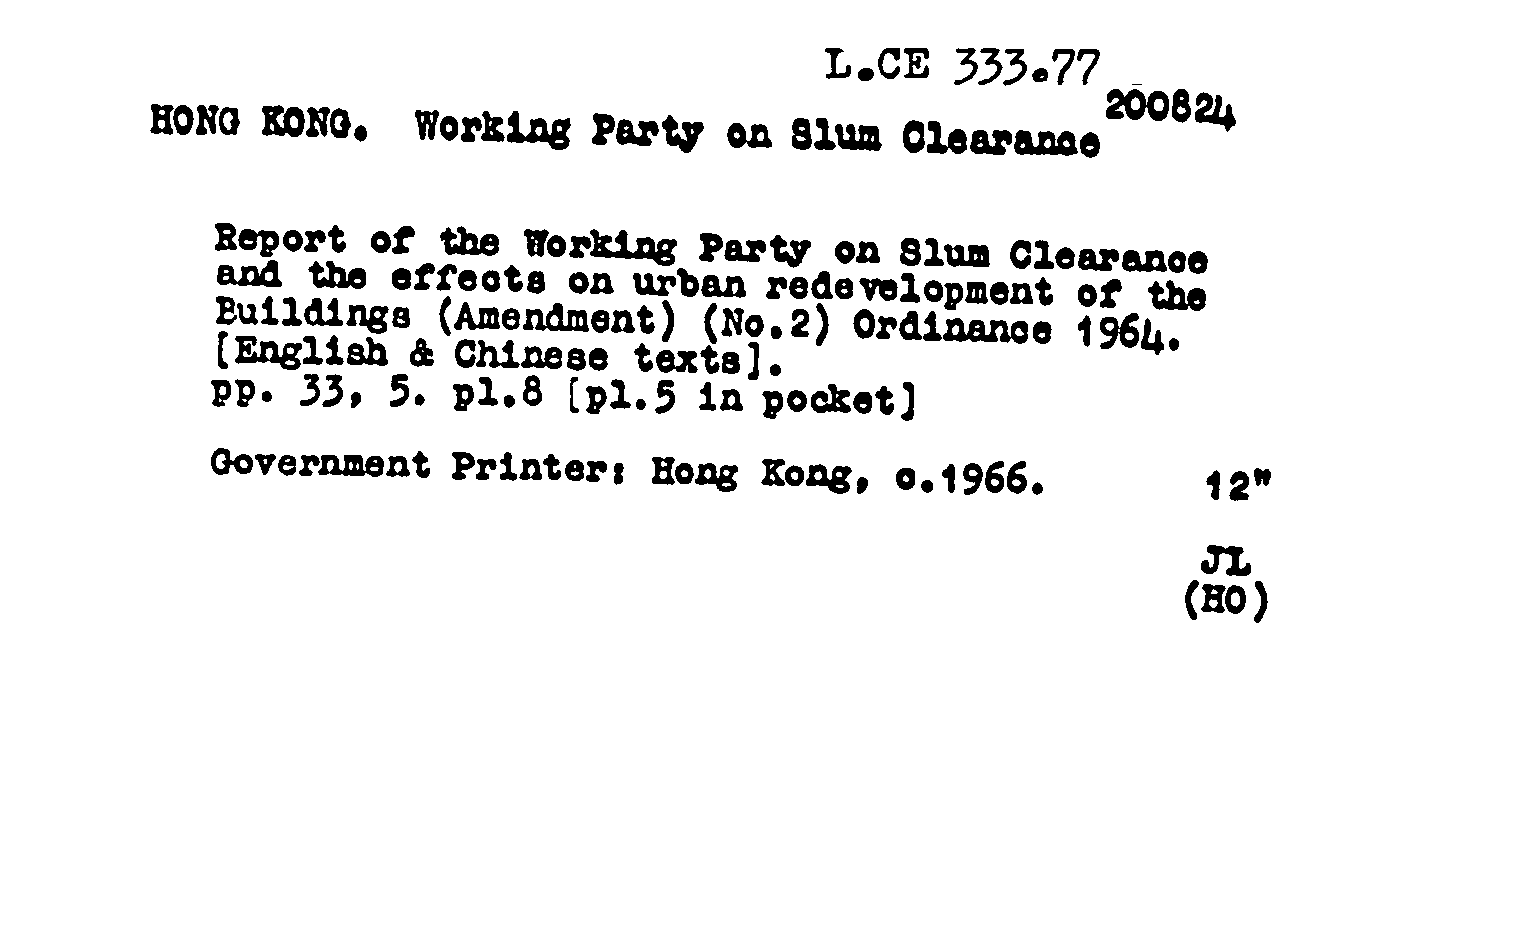 L.CE 333.77
200824
HONG KONG. Working Party on Slum Clearance
Report of the Working Party on Slum Clearance
and the effects on urban redevelopment of the
Buildings (Amendment) (No.2) Ordinance 1964.
[English & Chinese texts].
pp. 33, 5. pl.8 [pl.5 in pocket]
Government Printer: Hong Kong, c.1966. 12"
JL
(HO)